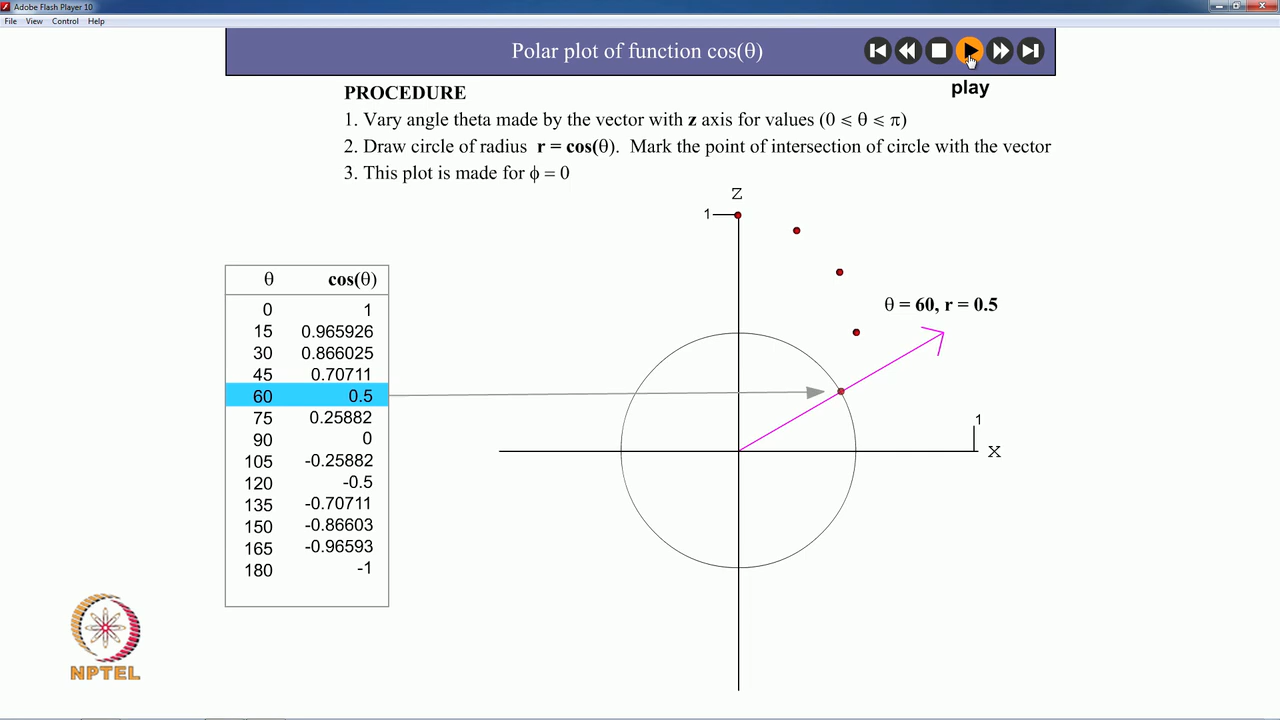 Adobe Flash Player 10
File View Control Help
Polar plot of function cos(θ)
play
PROCEDURE
1. Vary angle theta made by the vector with z axis for values (0 ⩽ θ ⩽ π)
2. Draw circle of radius r = cos(θ). Mark the point of intersection of circle with the vector
3. This plot is made for ϕ = 0
Z
1
θ = 60, r = 0.5
1
X
θ cos(θ)
0 1
15 0.965926
30 0.866025
45 0.70711
60 0.5
75 0.25882
90 0
105 -0.25882
120 -0.5
135 -0.70711
150 -0.86603
165 -0.96593
180 -1
NPTEL